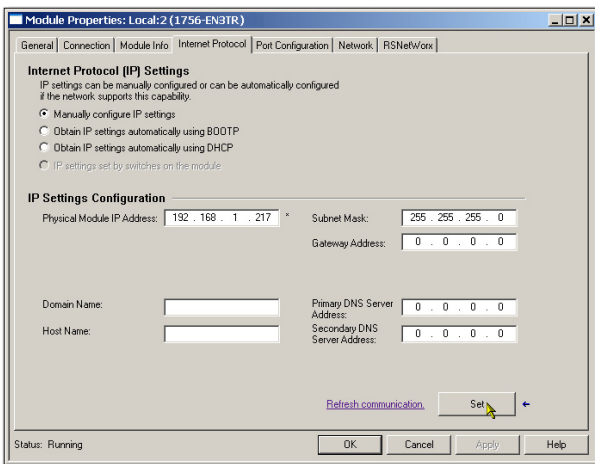 Module Properties: Local:2 (1756-EN3TR)
General Connection Module Info Internet Protocol Port Configuration Network RSNetWorx
Internet Protocol (IP) Settings
IP settings can be manually configured or can be automatically configured
if the network supports this capability.
Manually configure IP settings
Obtain IP settings automatically using BOOTP
Obtain IP settings automatically using DHCP
IP settings set by switches on the module
IP Settings Configuration
Physical Module IP Address: 192 . 168 . 1 . 217 * Subnet Mask: 255 . 255 . 255 . 0
Gateway Address: 0 . 0 . 0 . 0
Domain Name: Primary DNS Server Address: 0 . 0 . 0 . 0
Host Name: Secondary DNS Server Address: 0 . 0 . 0 . 0
Refresh communication. Set ←
Status: Running OK Cancel Apply Help